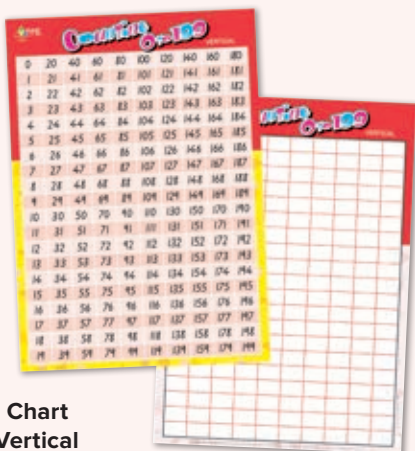 Counting 0 to 199
VERTICAL
0 20 40 60 80 100 120 140 160 180
1 21 41 61 81 101 121 141 161 181
2 22 42 62 82 102 122 142 162 182
3 23 43 63 83 103 123 143 163 183
4 24 44 64 84 104 124 144 164 184
5 25 45 65 85 105 125 145 165 185
6 26 46 66 86 106 126 146 166 186
7 27 47 67 87 107 127 147 167 187
8 28 48 68 88 108 128 148 168 188
9 29 49 69 89 109 129 149 169 189
10 30 50 70 90 110 130 150 170 190
11 31 51 71 91 111 131 151 171 191
12 32 52 72 92 112 132 152 172 192
13 33 53 73 93 113 133 153 173 193
14 34 54 74 94 114 134 154 174 194
15 35 55 75 95 115 135 155 175 195
16 36 56 76 96 116 136 156 176 196
17 37 57 77 97 117 137 157 177 197
18 38 58 78 98 118 138 158 178 198
19 39 59 79 99 119 139 159 179 199
0 to 199
VERTICAL
Chart
Vertical